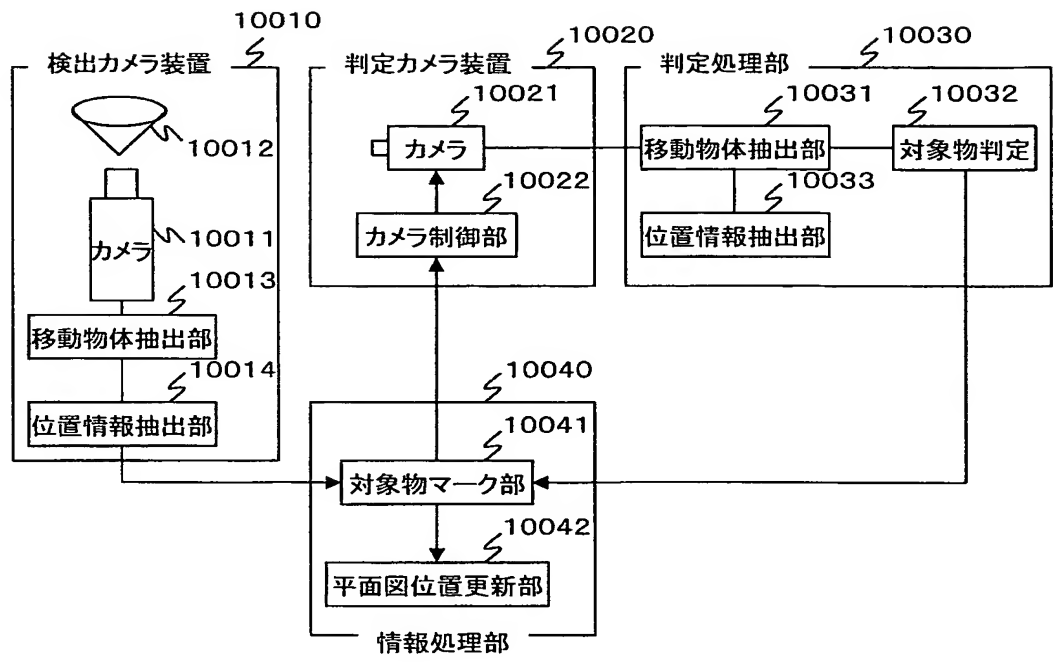 10010
検出カメラ装置
10012
カメラ
10011
10013
移動物体抽出部
10014
位置情報抽出部
10020
判定カメラ装置
10021
カメラ
10022
カメラ制御部
10030
判定処理部
10031
移動物体抽出部
10032
対象物判定
10033
位置情報抽出部
10040
10041
対象物マーク部
10042
平面図位置更新部
情報処理部